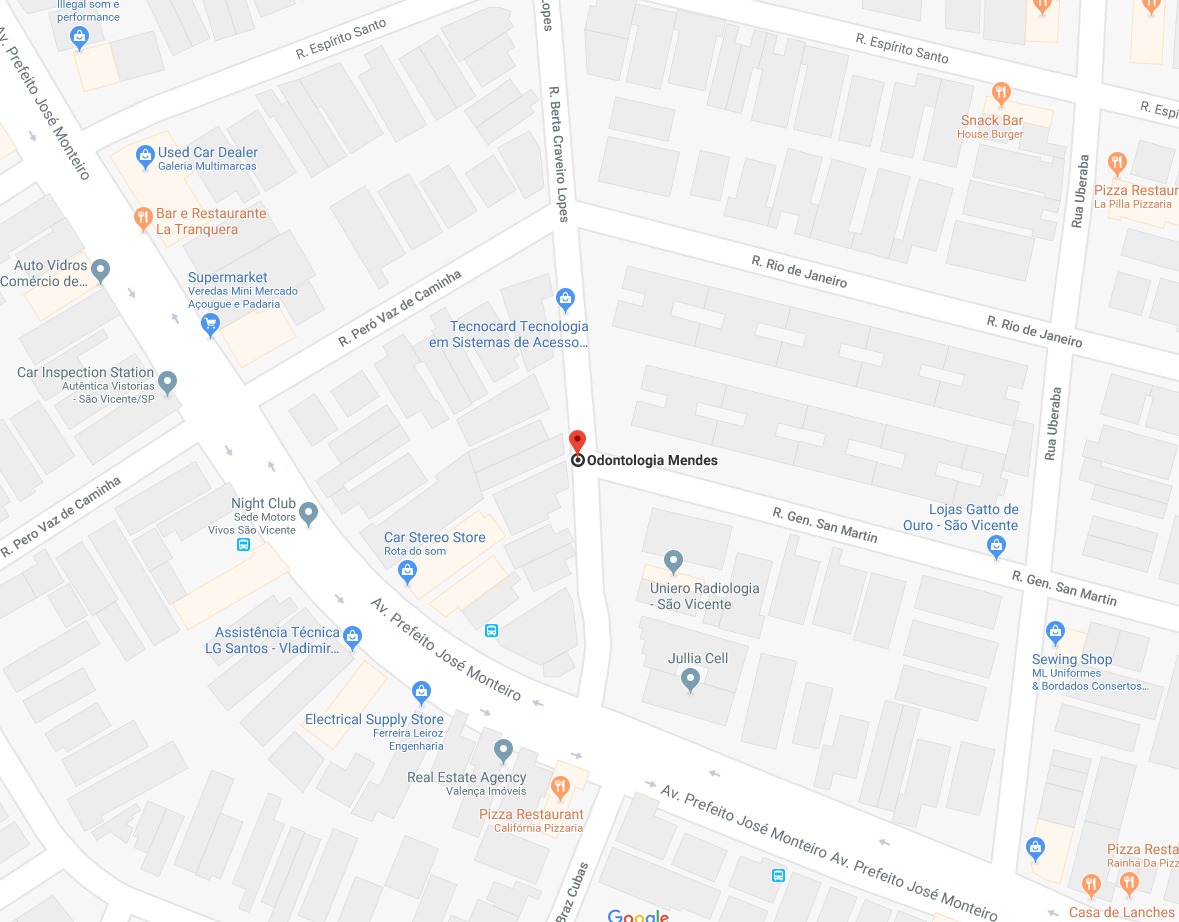 Illegal som e
performance
Av. Prefeito José Monteiro
R. Espírito Santo
Lopes
R. Berta Craveiro Lopes
R. Espírito Santo
R. Espí
Snack Bar
House Burger
Used Car Dealer
Galeria Multimarcas
Rua Uberaba
Pizza Restaur
La Pilla Pizzaria
Bar e Restaurante
La Tranquera
Auto Vidros
Comércio de...
Supermarket
Veredas Mini Mercado
Açougue e Padaria
R. Peró Vaz de Caminha
R. Rio de Janeiro
R. Rio de Janeiro
Tecnocard Tecnologia
em Sistemas de Acesso...
Car Inspection Station
Autêntica Vistorias
- São Vicente/SP
Rua Uberaba
Odontologia Mendes
R. Pero Vaz de Caminha
Night Club
Sede Motors
Vivos São Vicente
Car Stereo Store
Rota do som
R. Gen. San Martin
Lojas Gatto de
Ouro - São Vicente
R. Gen. San Martin
Uniero Radiologia
- São Vicente
Av. Prefeito José Monteiro
Assistência Técnica
LG Santos - Vladimir...
Jullia Cell
Sewing Shop
ML Uniformes
& Bordados Consertos...
Electrical Supply Store
Ferreira Leiroz
Engenharia
Real Estate Agency
Valença Imóveis
Pizza Restaurant
Califórnia Pizzaria
Av. Prefeito José Monteiro
Av. Prefeito José Monteiro
Braz Cubas
Pizza Resta
Rainha Da Pizz
Casa de Lanches
Google